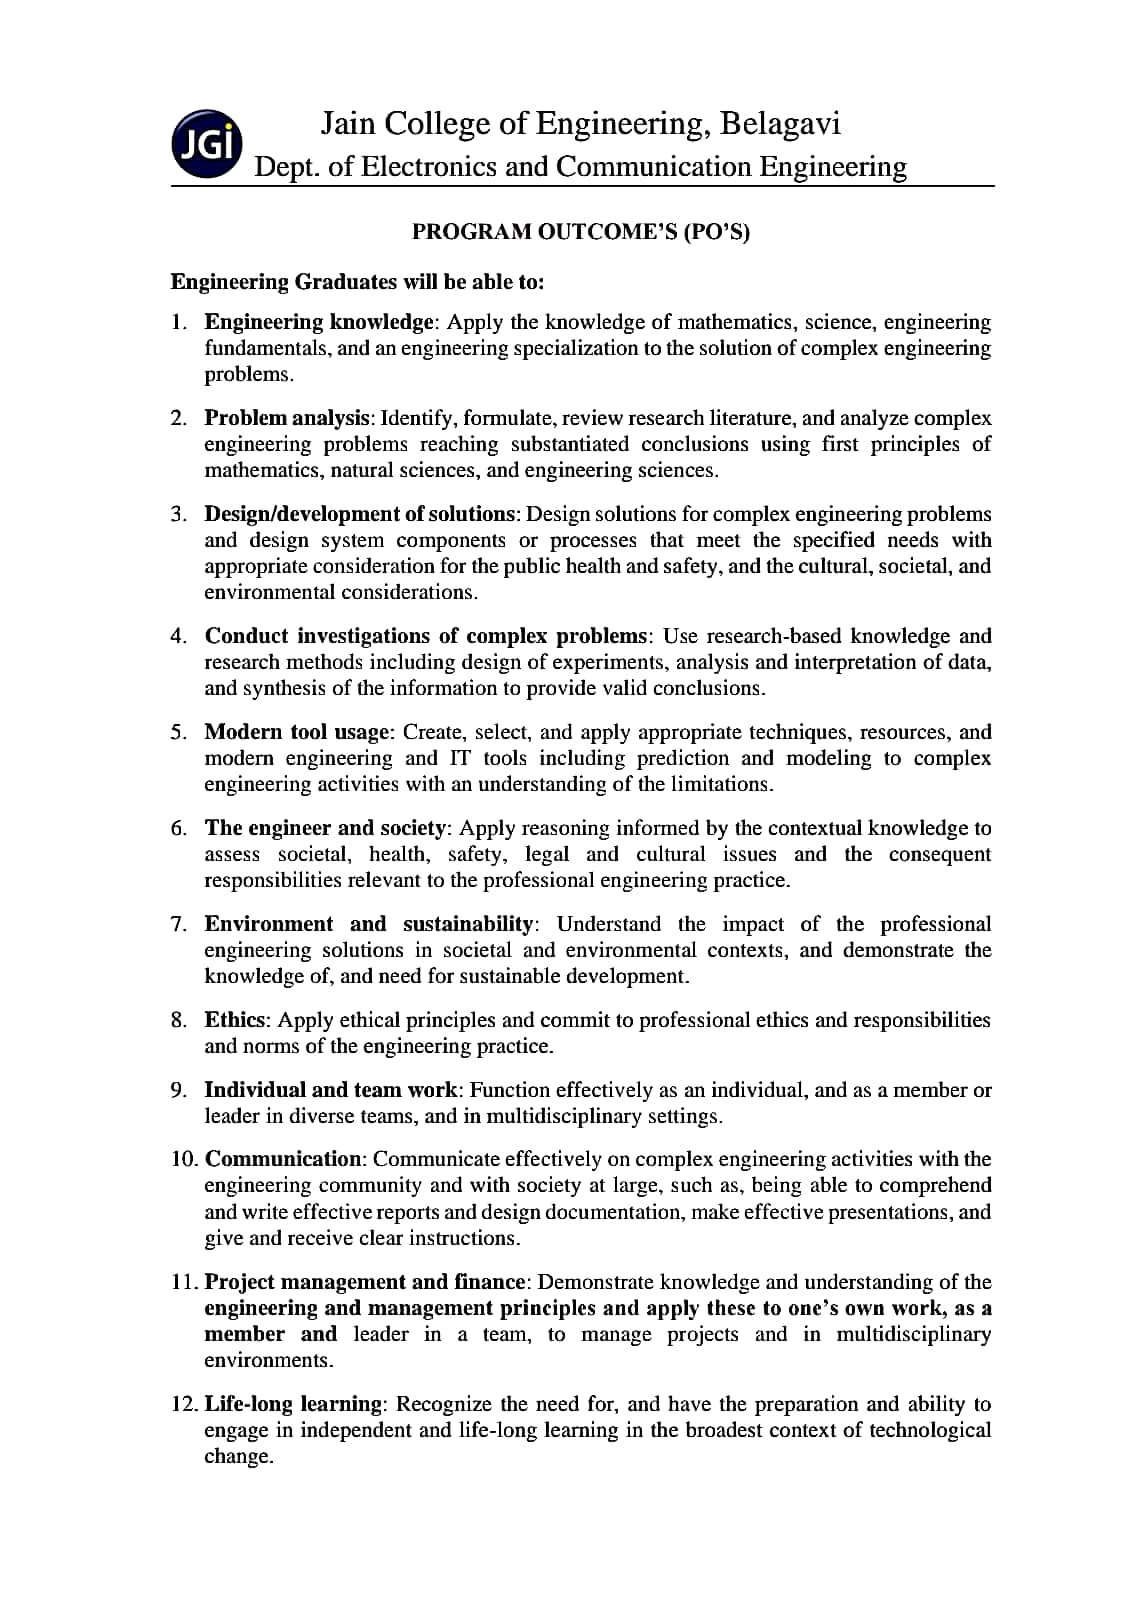 JGi
Jain College of Engineering, Belagavi
Dept. of Electronics and Communication Engineering
PROGRAM OUTCOME’S (PO’S)
Engineering Graduates will be able to:
1. Engineering knowledge: Apply the knowledge of mathematics, science, engineering
fundamentals, and an engineering specialization to the solution of complex engineering
problems.
2. Problem analysis: Identify, formulate, review research literature, and analyze complex
engineering problems reaching substantiated conclusions using first principles of
mathematics, natural sciences, and engineering sciences.
3. Design/development of solutions: Design solutions for complex engineering problems
and design system components or processes that meet the specified needs with
appropriate consideration for the public health and safety, and the cultural, societal, and
environmental considerations.
4. Conduct investigations of complex problems: Use research-based knowledge and
research methods including design of experiments, analysis and interpretation of data,
and synthesis of the information to provide valid conclusions.
5. Modern tool usage: Create, select, and apply appropriate techniques, resources, and
modern engineering and IT tools including prediction and modeling to complex
engineering activities with an understanding of the limitations.
6. The engineer and society: Apply reasoning informed by the contextual knowledge to
assess societal, health, safety, legal and cultural issues and the consequent
responsibilities relevant to the professional engineering practice.
7. Environment and sustainability: Understand the impact of the professional
engineering solutions in societal and environmental contexts, and demonstrate the
knowledge of, and need for sustainable development.
8. Ethics: Apply ethical principles and commit to professional ethics and responsibilities
and norms of the engineering practice.
9. Individual and team work: Function effectively as an individual, and as a member or
leader in diverse teams, and in multidisciplinary settings.
10. Communication: Communicate effectively on complex engineering activities with the
engineering community and with society at large, such as, being able to comprehend
and write effective reports and design documentation, make effective presentations, and
give and receive clear instructions.
11. Project management and finance: Demonstrate knowledge and understanding of the
engineering and management principles and apply these to one’s own work, as a
member and leader in a team, to manage projects and in multidisciplinary
environments.
12. Life-long learning: Recognize the need for, and have the preparation and ability to
engage in independent and life-long learning in the broadest context of technological
change.